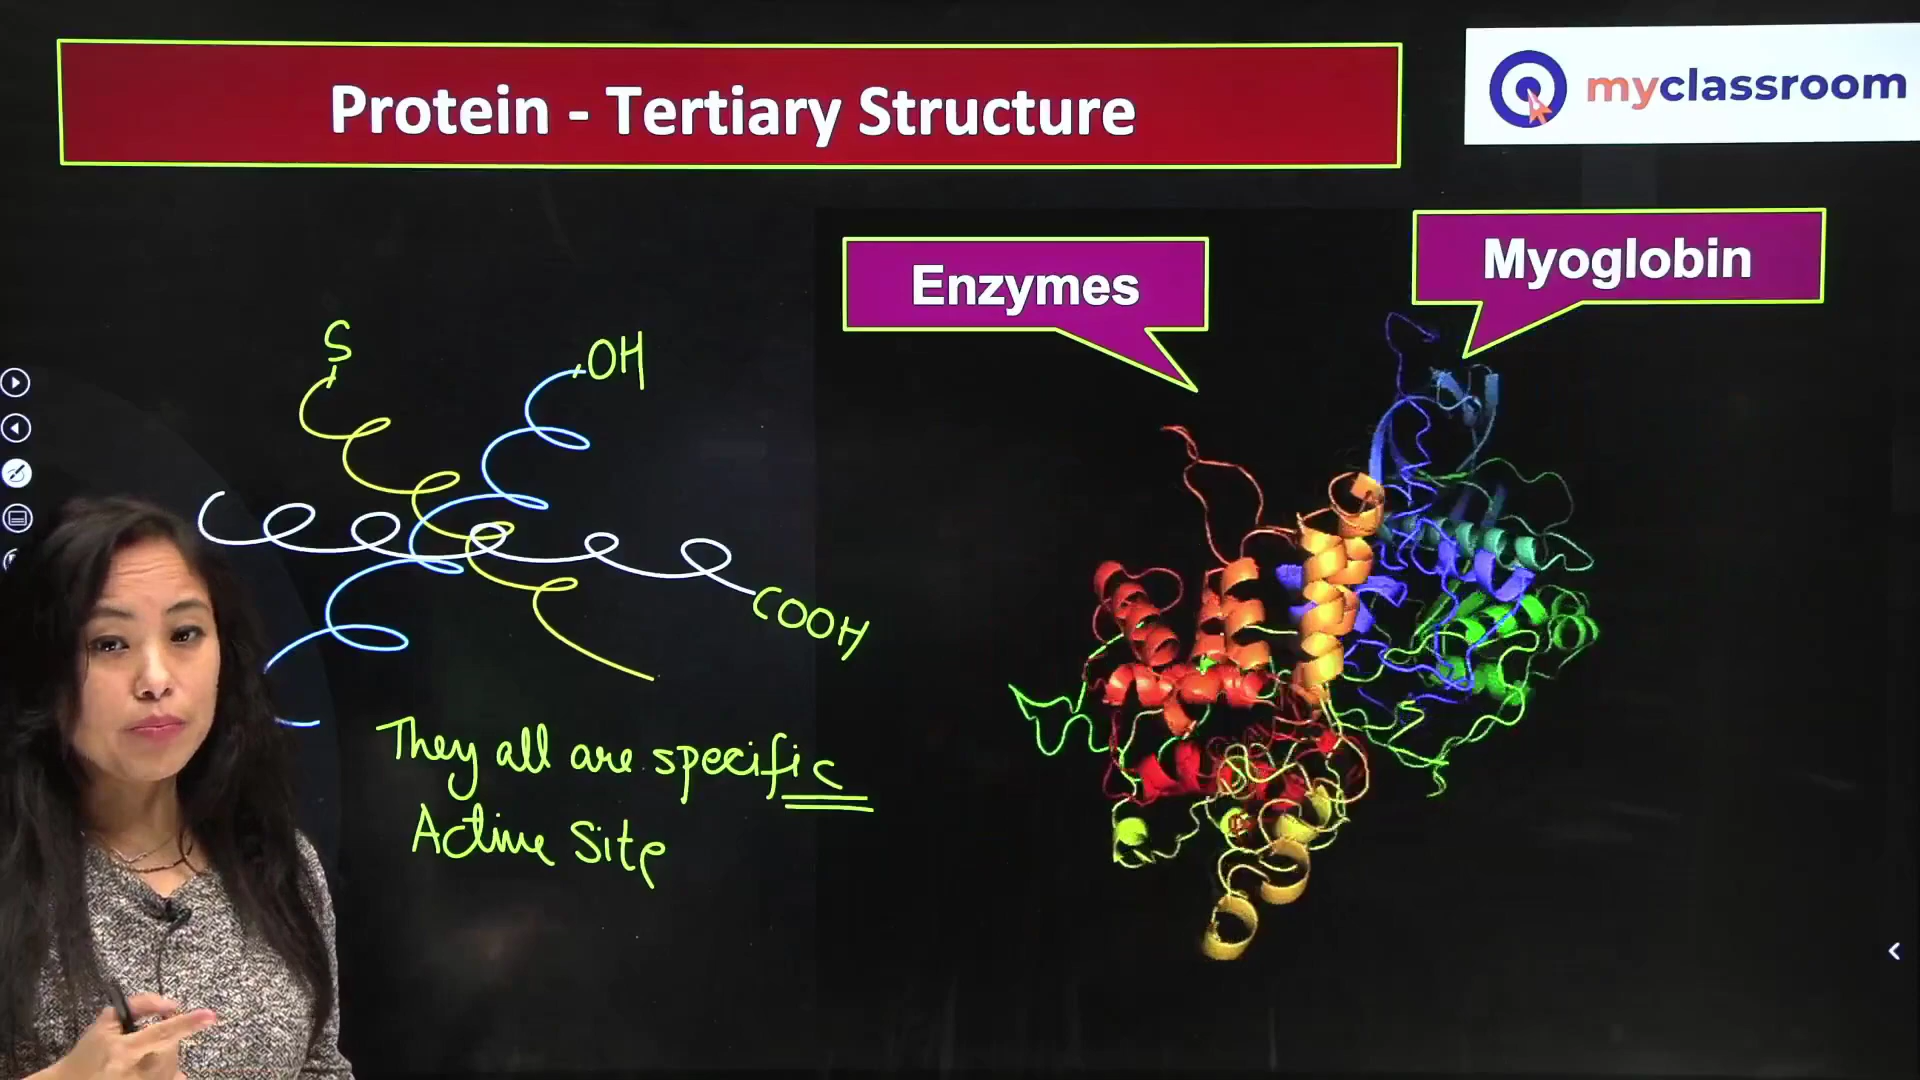 Protein - Tertiary Structure
myclassroom
Enzymes
Myoglobin
S
OH
COOH
They all are specific
Active Site